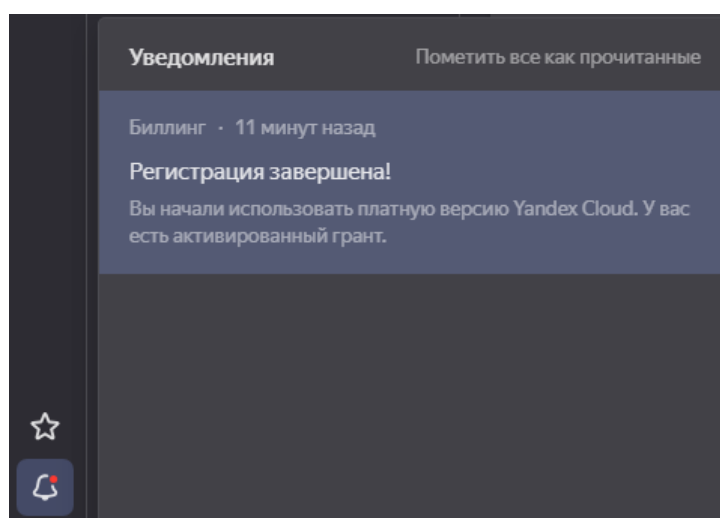 Уведомления
Пометить все как прочитанные
Биллинг · 11 минут назад
Регистрация завершена!
Вы начали использовать платную версию Yandex Cloud. У вас
есть активированный грант.